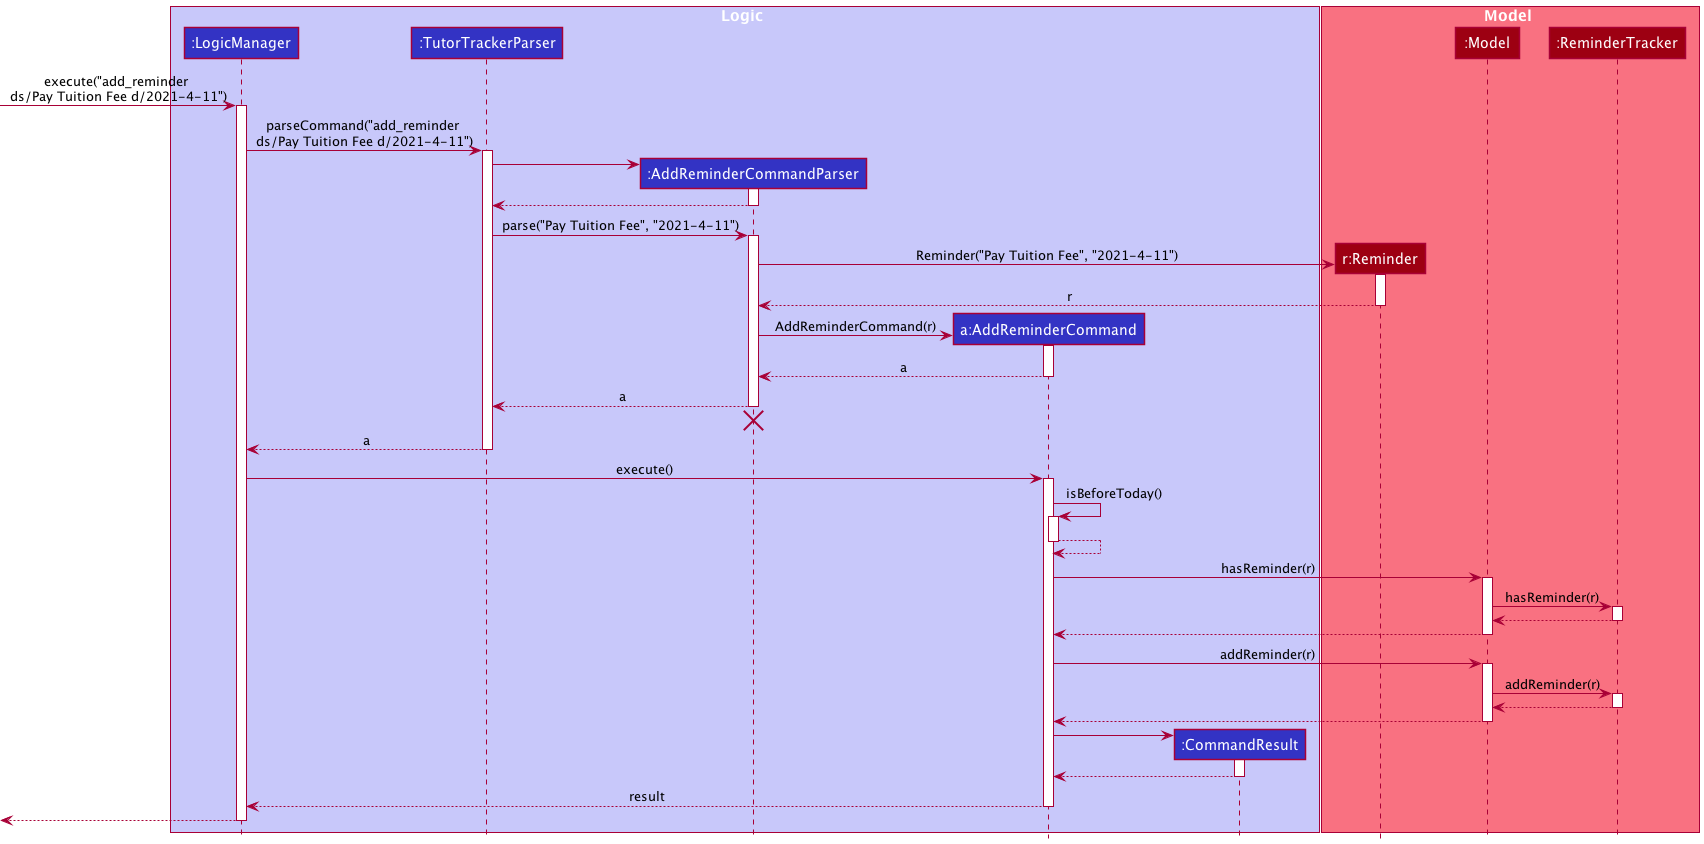 Logic
Model
:LogicManager
:TutorTrackerParser
:Model
:ReminderTracker
execute("add_reminder
ds/Pay Tuition Fee d/2021-4-11")
parseCommand("add_reminder
ds/Pay Tuition Fee d/2021-4-11")
:AddReminderCommandParser
parse("Pay Tuition Fee", "2021-4-11")
Reminder("Pay Tuition Fee", "2021-4-11")
r:Reminder
r
AddReminderCommand(r)
a:AddReminderCommand
a
a
a
execute()
isBeforeToday()
hasReminder(r)
hasReminder(r)
addReminder(r)
addReminder(r)
:CommandResult
result